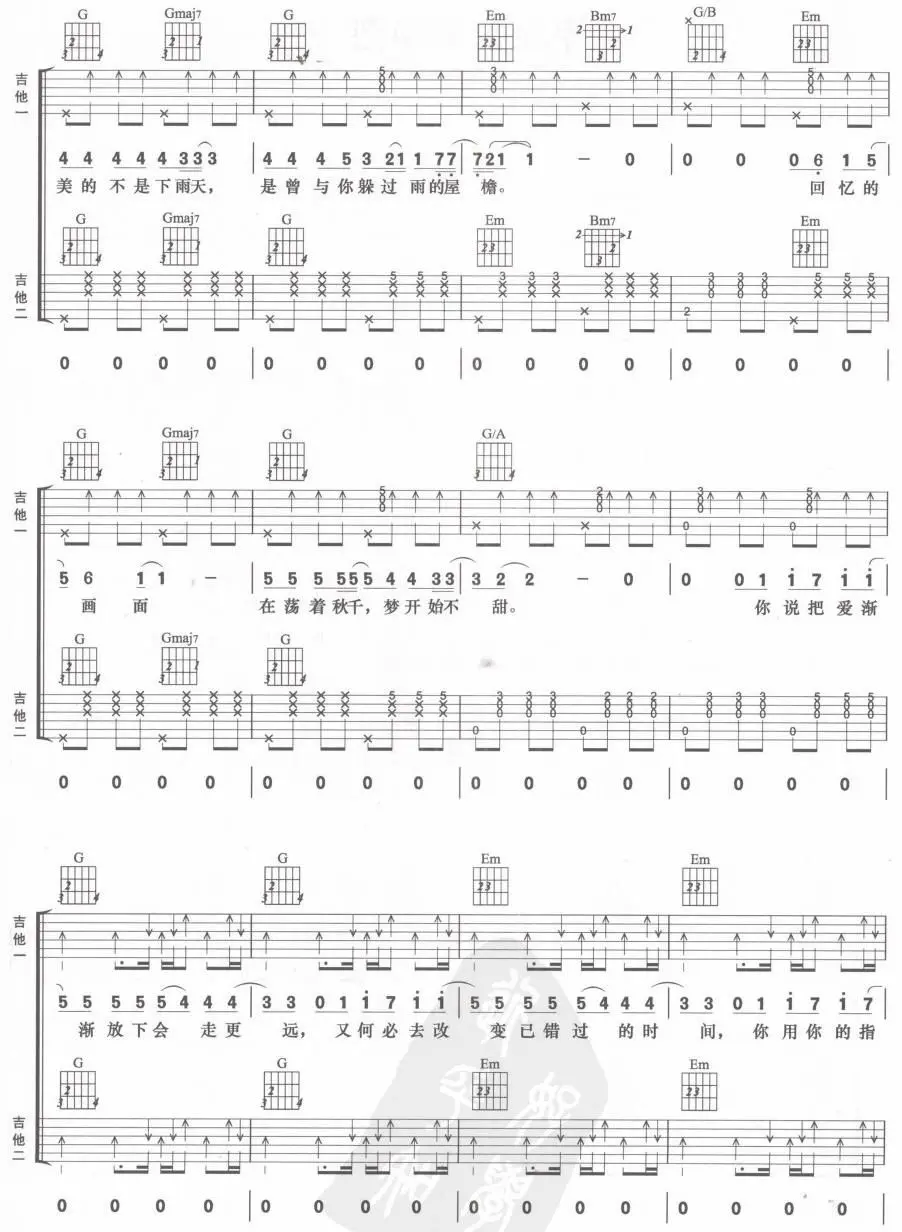 G Gmaj7 G Em Bm7 G/B Em
吉他一
4 4 4 4 4 3 3 3 | 4 4 4 5 3 2 1 1 7 7 | 7 2 1 1 – 0 | 0 0 0 6 1 5
美的不是下雨天, 是曾与你躲过雨的屋檐。 回忆的
G Gmaj7 G Em Bm7 Em
吉他二
0 0 0 0 | 0 0 0 0 | 0 0 0 0 | 0 0 0 0
G Gmaj7 G G/A
吉他一
5 6 1 1 – | 5 5 5 5 5 5 4 4 3 3 | 3 2 2 – 0 | 0 0 1 i 7 i i
画面 在荡着秋千, 梦开始不甜。 你说把爱渐
G Gmaj7 G
吉他二
0 0 0 0 | 0 0 0 0 | 0 0 0 0 | 0 0 0 0
G G Em Em
吉他一
5 5 5 5 5 4 4 4 | 3 3 0 1 i 7 i i | 5 5 5 5 5 4 4 4 | 3 3 0 1 i 7 i 7
渐放下会走更远, 又何必去改变已错过的时间, 你用你的指
G G Em Em
吉他二
0 0 0 0 | 0 0 0 0 | 0 0 0 0 | 0 0 0 0